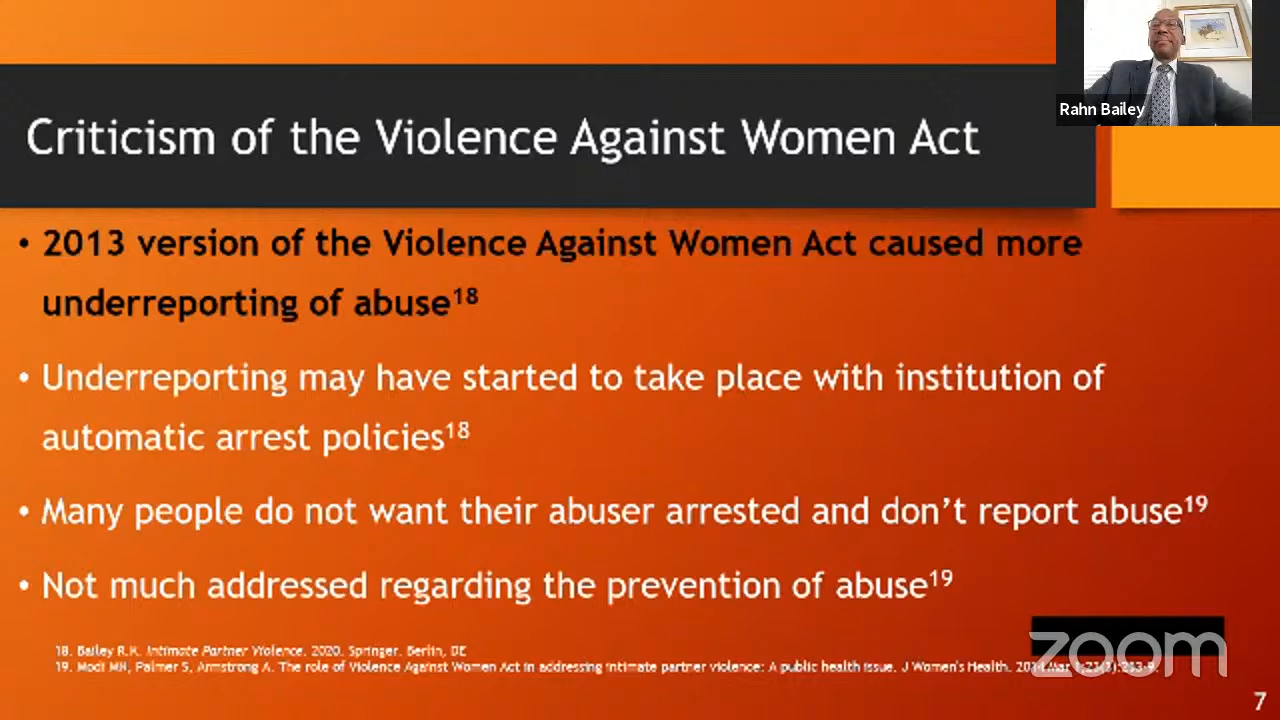 Rahn Bailey
Criticism of the Violence Against Women Act
• 2013 version of the Violence Against Women Act caused more
underreporting of abuse18
• Underreporting may have started to take place with institution of
automatic arrest policies18
• Many people do not want their abuser arrested and don't report abuse19
• Not much addressed regarding the prevention of abuse19
18. Bailey R.K. Intimate Partner Violence. 2020. Springer. Berlin, DE
19. Modi MN, Palmer S, Armstrong A. The role of Violence Against Women Act in addressing intimate partner violence: A public health issue. J Women's Health.
zoom
7